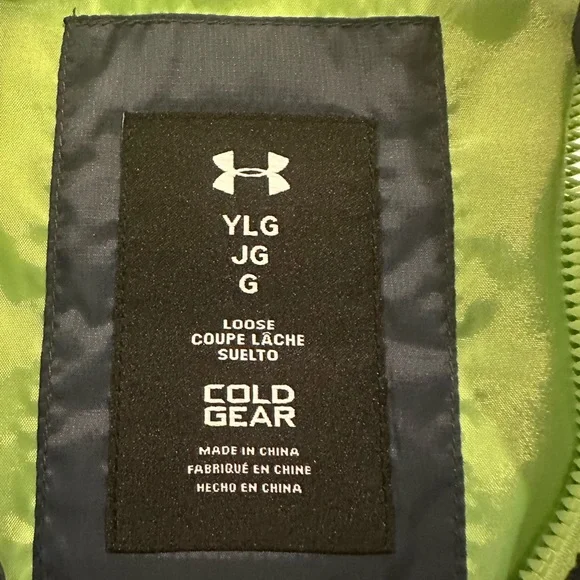 YLG
JG
G
LOOSE
COUPE LÂCHE
SUELTO
COLD
GEAR
MADE IN CHINA
FABRIQUÉ EN CHINE
HECHO EN CHINA